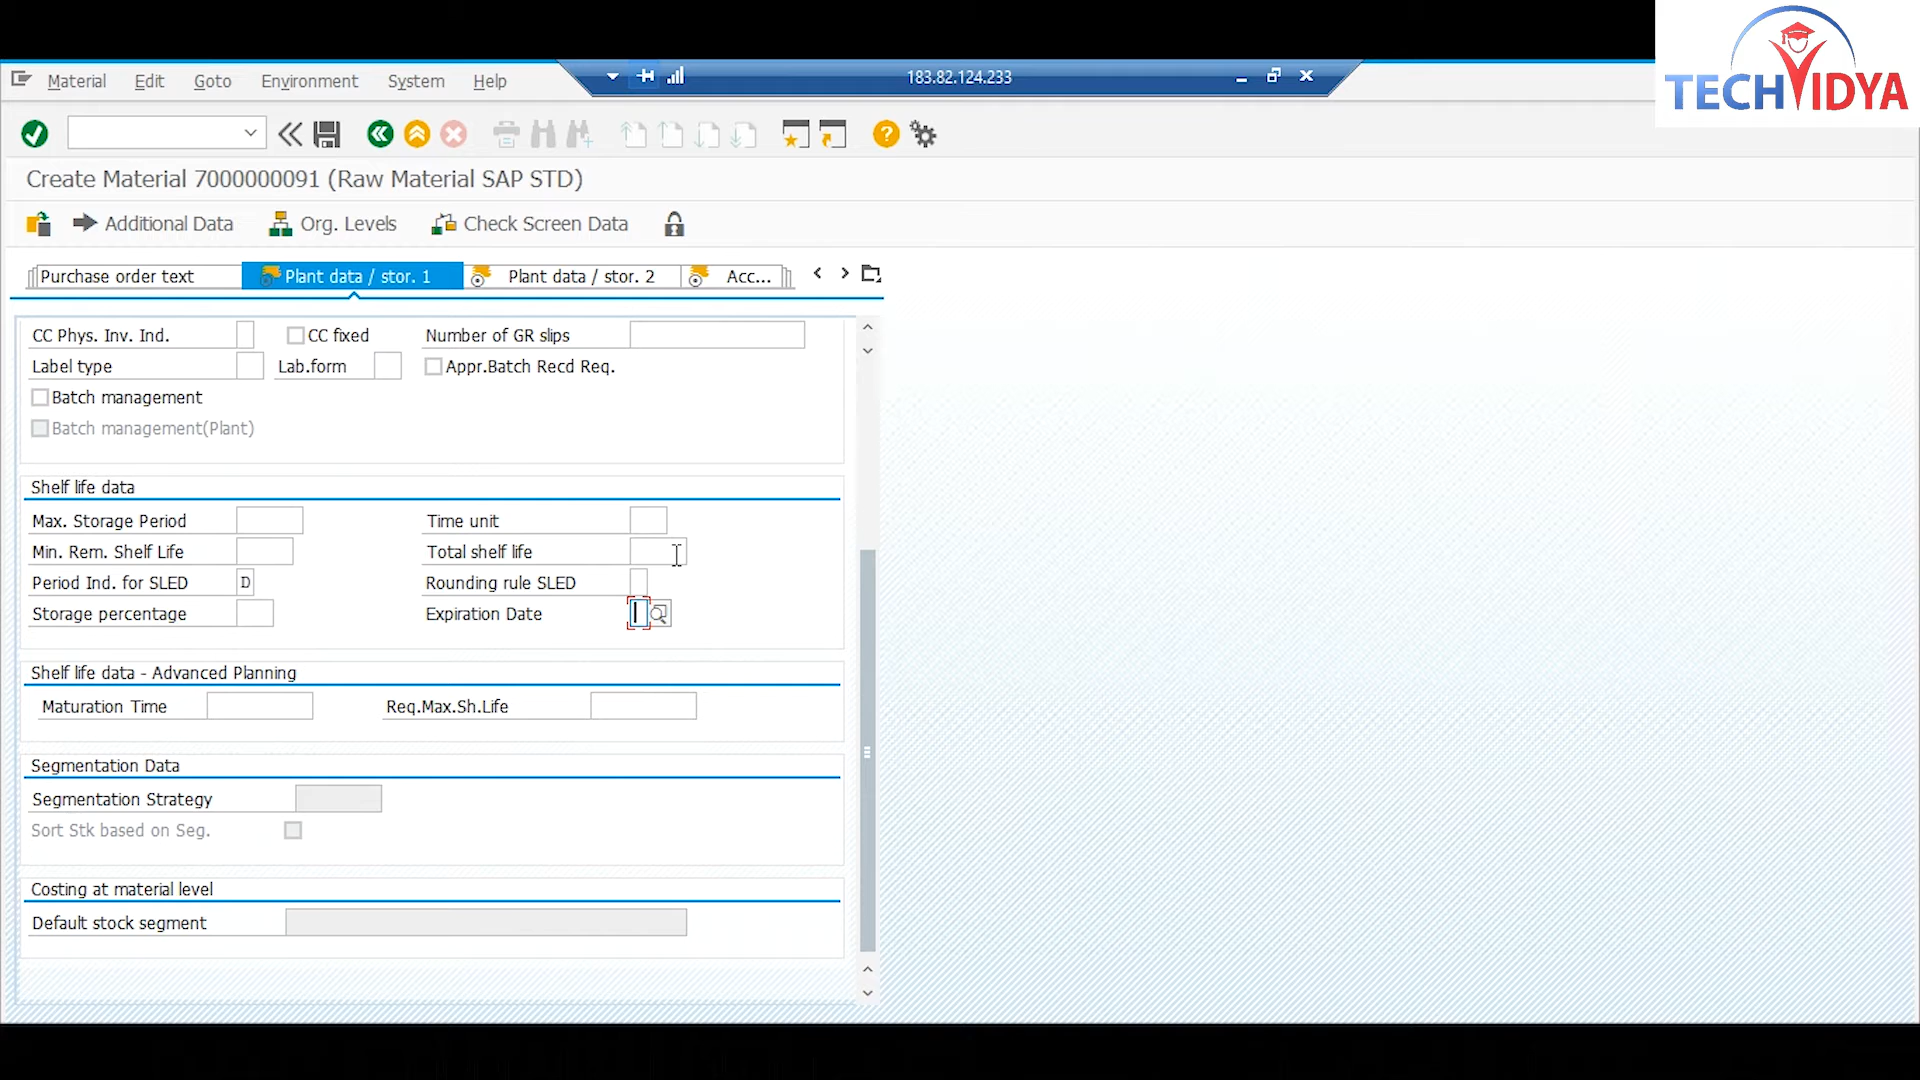 TECHVIDYA
Material Edit Goto Environment System Help 183.82.124.233
Create Material 7000000091 (Raw Material SAP STD)
Additional Data Org. Levels Check Screen Data
Purchase order text Plant data / stor. 1 Plant data / stor. 2 Acc...
CC Phys. Inv. Ind. CC fixed Number of GR slips
Label type Lab.form Appr.Batch Recd Req.
Batch management
Batch management(Plant)
Shelf life data
Max. Storage Period Time unit
Min. Rem. Shelf Life Total shelf life
Period Ind. for SLED D Rounding rule SLED
Storage percentage Expiration Date
Shelf life data - Advanced Planning
Maturation Time Req.Max.Sh.Life
Segmentation Data
Segmentation Strategy
Sort Stk based on Seg.
Costing at material level
Default stock segment